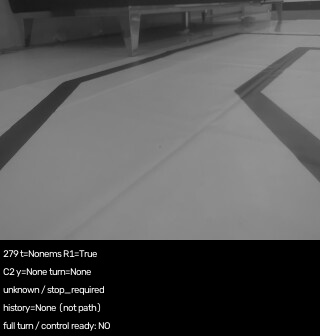 279 t=Nonems R1=True
C2 y=None turn=None
unknown / stop_required
history=None (not path)
full turn / control ready: NO